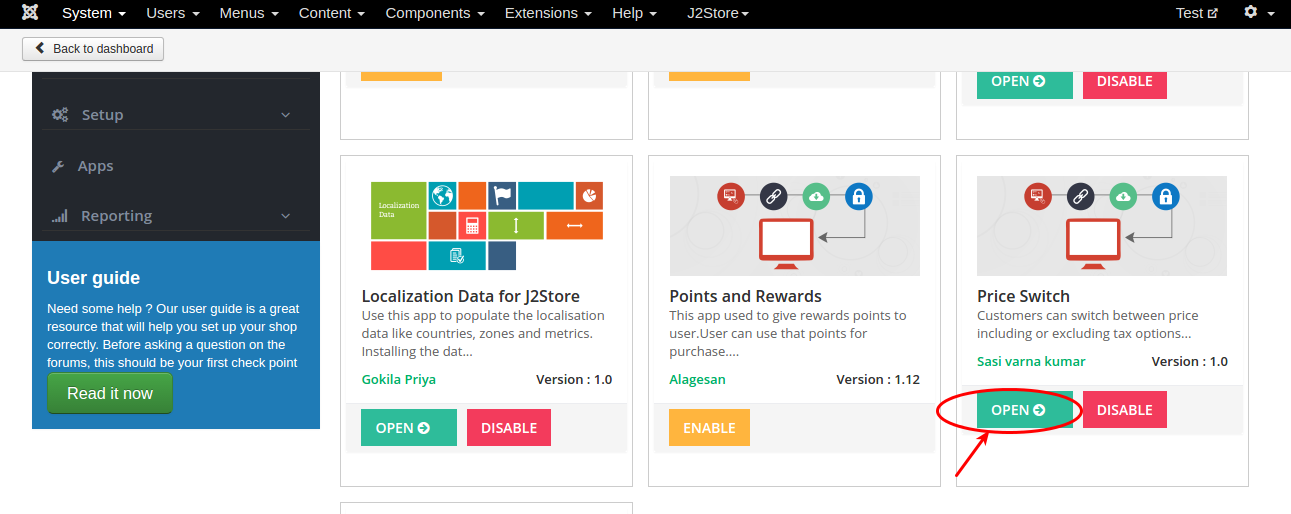 System Users Menus Content Components Extensions Help J2Store Test
Back to dashboard
OPEN DISABLE
Setup
Apps
Reporting
User guide
Need some help ? Our user guide is a great
resource that will help you set up your shop
correctly. Before asking a question on the
forums, this should be your first check point
Read it now
Localization
Data
Localization Data for J2Store
Use this app to populate the localisation
data like countries, zones and metrics.
Installing the dat...
Gokila Priya Version : 1.0
OPEN DISABLE
Points and Rewards
This app used to give rewards points to
user.User can use that points for
purchase....
Alagesan Version : 1.12
ENABLE
Price Switch
Customers can switch between price
including or excluding tax options...
Sasi varna kumar Version : 1.0
OPEN DISABLE